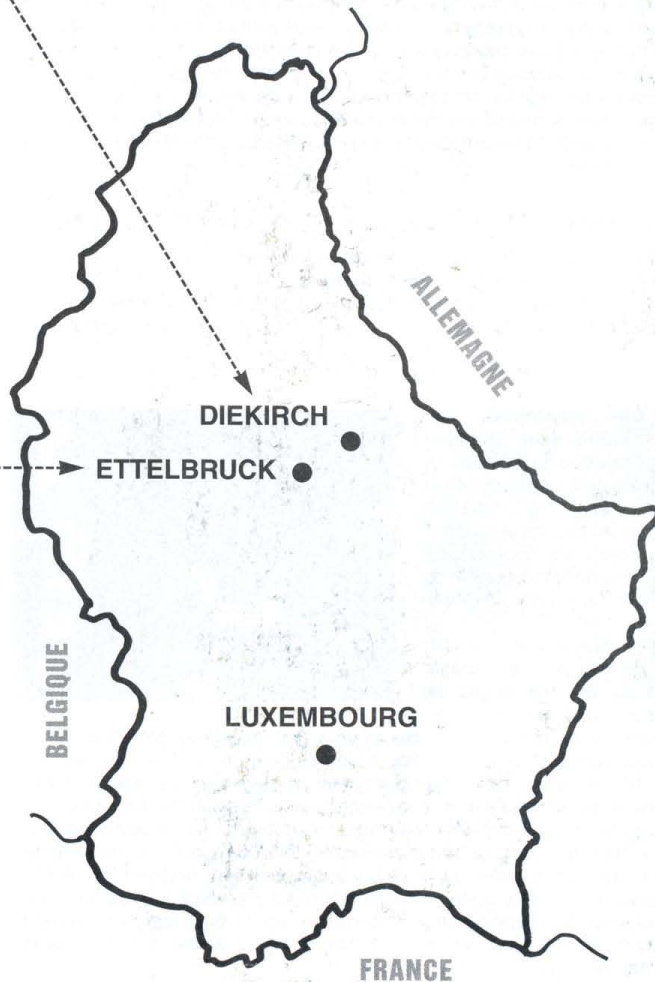 ALLEMAGNE
DIEKIRCH
ETTELBRUCK
BELGIQUE
LUXEMBOURG
FRANCE